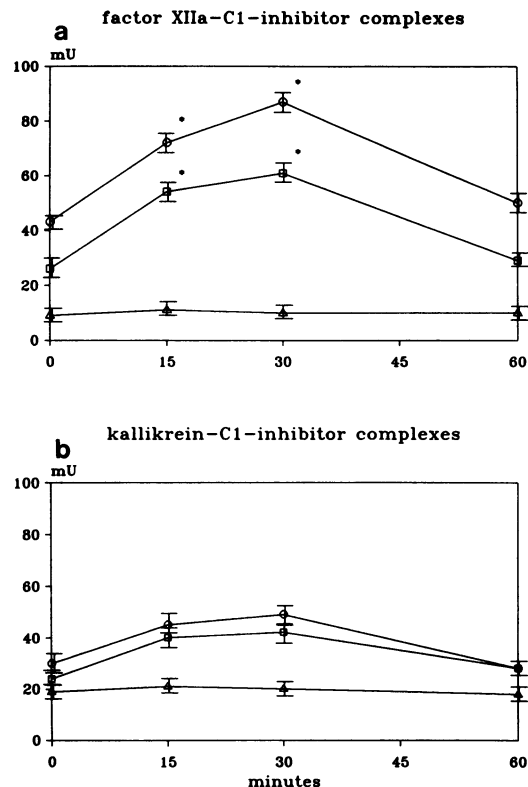 factor XIIa-C1-inhibitor complexes
a
mU
100
80
60
40
20
0
* * * *
0 15 30 45 60
kallikrein-C1-inhibitor complexes
b
mU
100
80
60
40
20
0
0 15 30 45 60
minutes